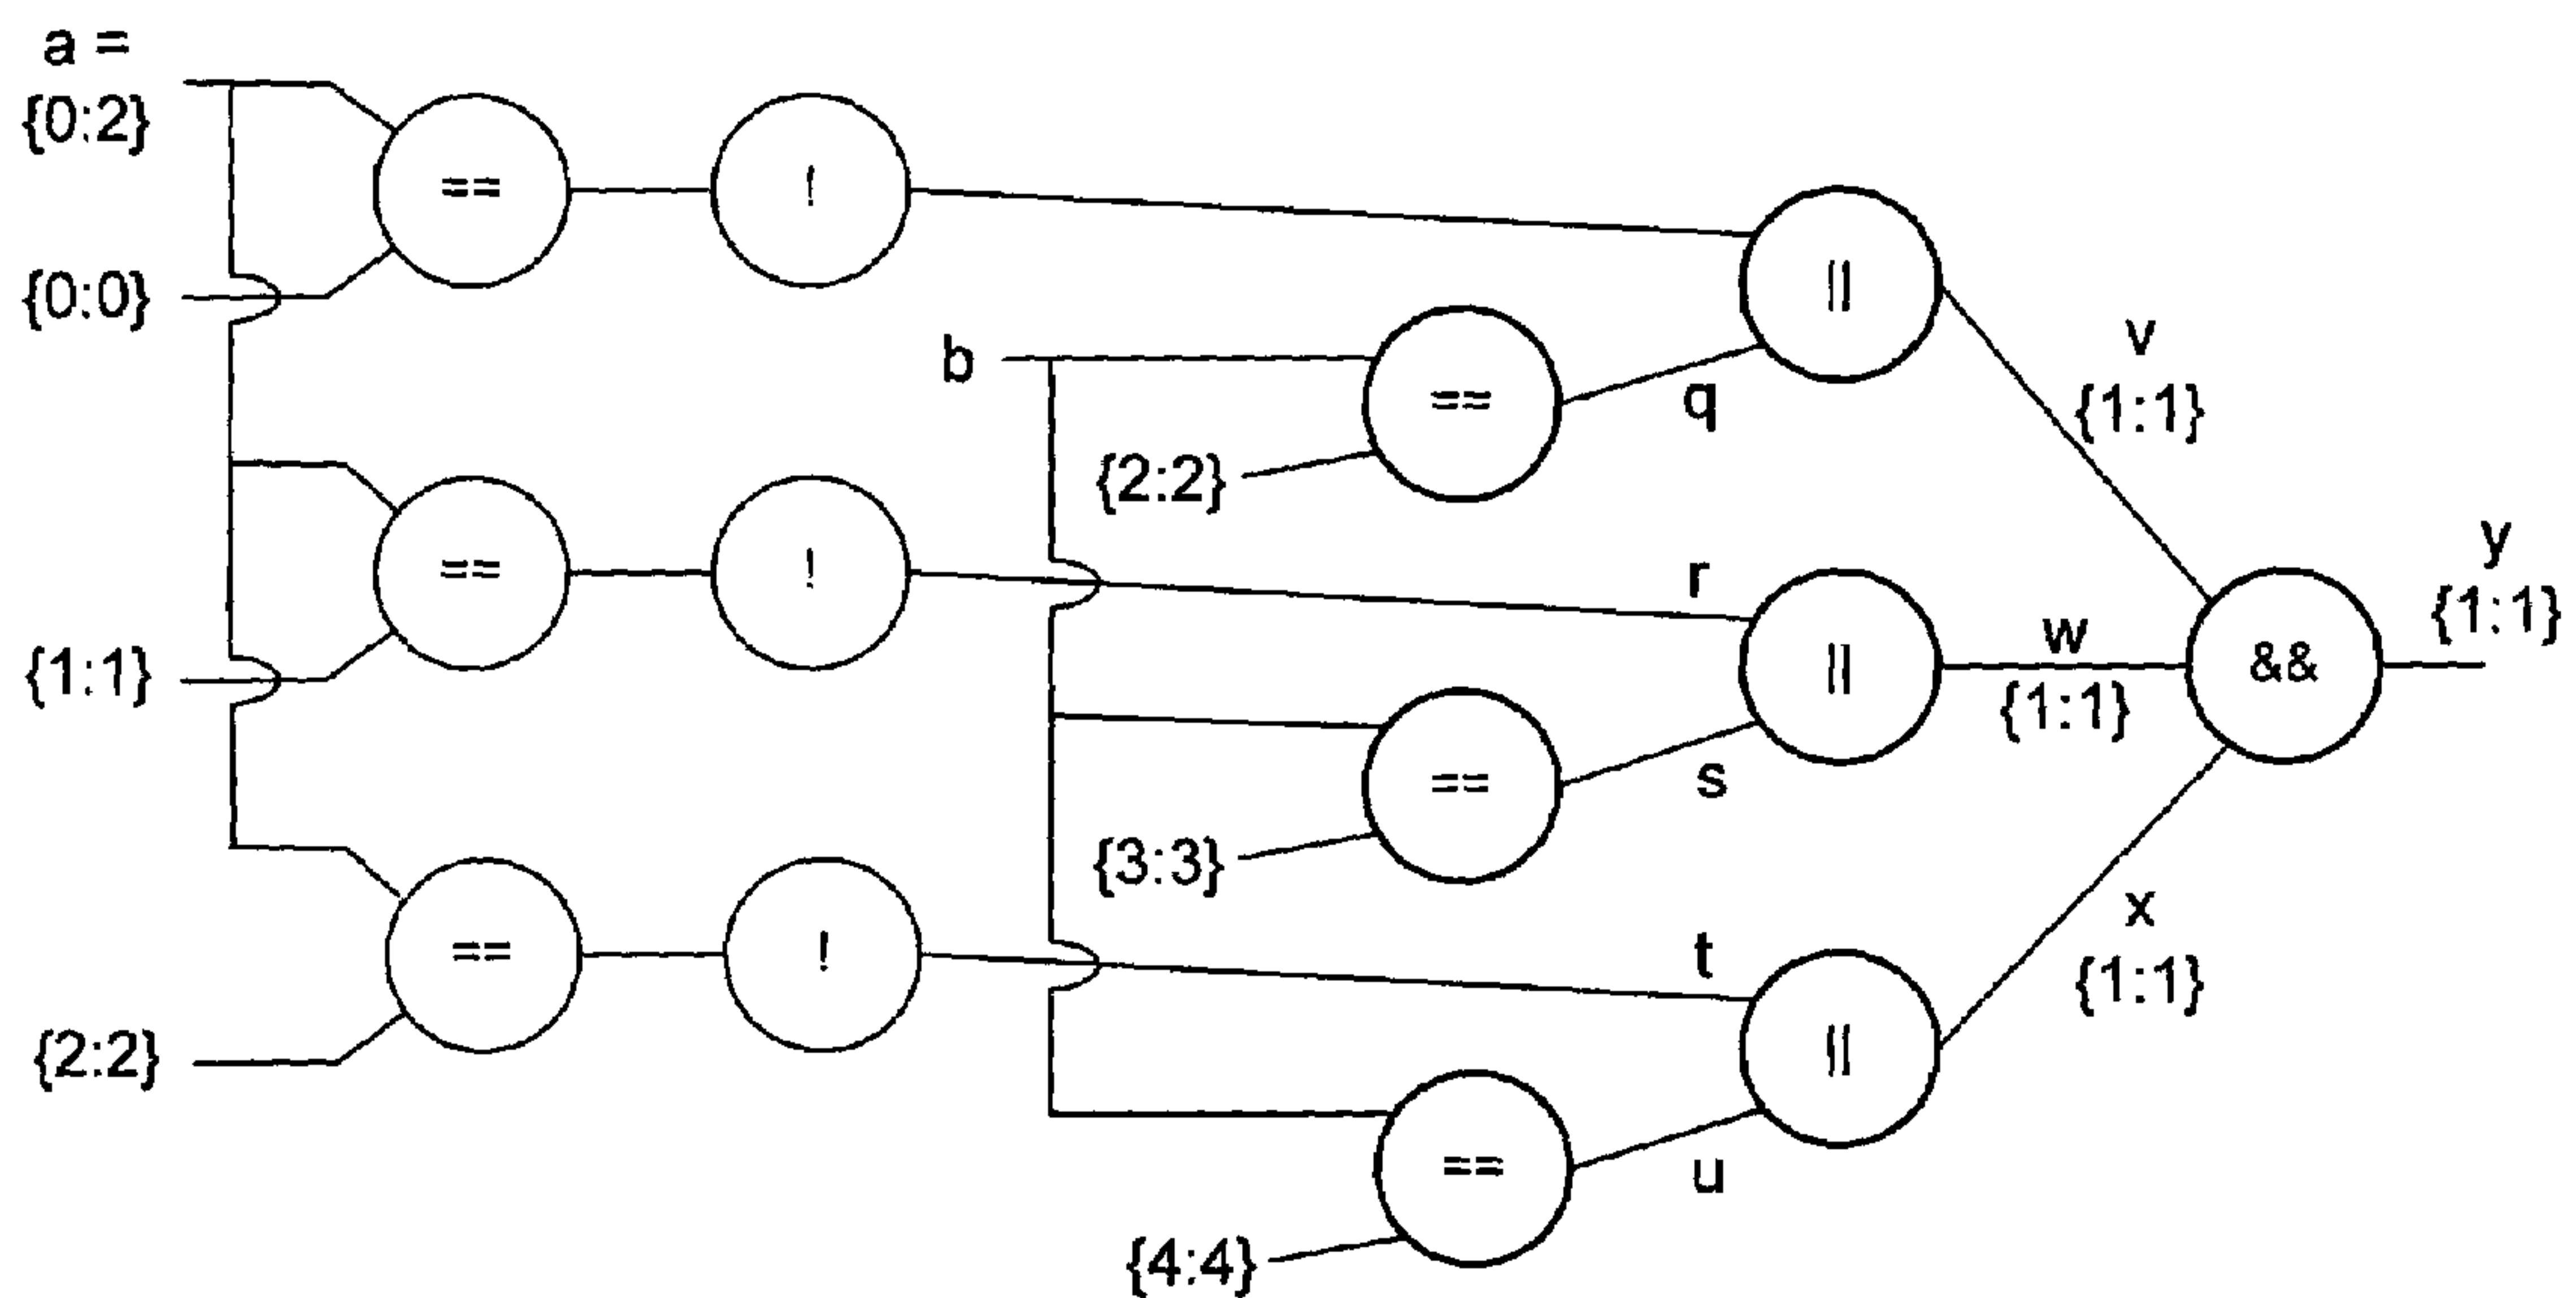 a =
{0:2}
==
!
{0:0}
||
v
{1:1}
b
==
q
{2:2}
y
{1:1}
==
!
r
{1:1}
||
w
{1:1}
&&
==
s
{3:3}
x
{1:1}
==
!
t
{2:2}
||
==
u
{4:4}